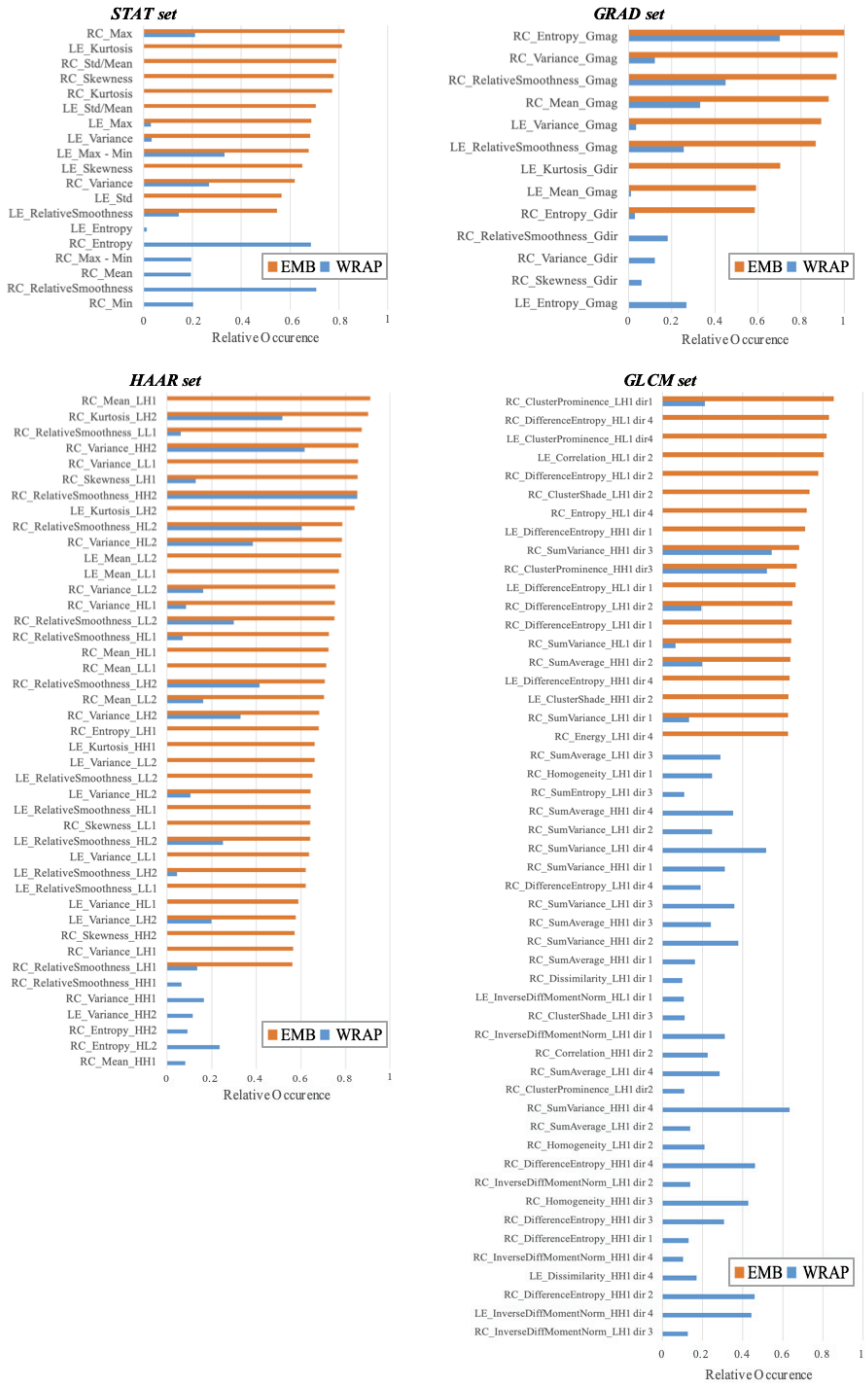 STAT set
RC_Max
LE_Kurtosis
RC_Std/Mean
RC_Skewness
RC_Kurtosis
LE_Std/Mean
LE_Max
LE_Variance
LE_Max - Min
LE_Skewness
RC_Variance
LE_Std
LE_RelativeSmoothness
LE_Entropy
RC_Entropy
RC_Max - Min
RC_Mean
RC_RelativeSmoothness
RC_Min
EMB WRAP
0 0.2 0.4 0.6 0.8 1
Relative Occurence
GRAD set
RC_Entropy_Gmag
RC_Variance_Gmag
RC_RelativeSmoothness_Gmag
RC_Mean_Gmag
LE_Variance_Gmag
LE_RelativeSmoothness_Gmag
LE_Kurtosis_Gdir
LE_Mean_Gmag
RC_Entropy_Gdir
RC_RelativeSmoothness_Gdir
RC_Variance_Gdir
RC_Skewness_Gdir
LE_Entropy_Gmag
EMB WRAP
0 0.2 0.4 0.6 0.8 1
Relative Occurence
HAAR set
RC_Mean_LH1
RC_Kurtosis_LH2
RC_RelativeSmoothness_LL1
RC_Variance_HH2
RC_Variance_LL1
RC_Skewness_LH1
RC_RelativeSmoothness_HH2
LE_Kurtosis_LH2
RC_RelativeSmoothness_HL2
RC_Variance_HL2
LE_Mean_LL2
LE_Mean_LL1
RC_Variance_LL2
RC_Variance_HL1
RC_RelativeSmoothness_LL2
RC_RelativeSmoothness_HL1
RC_Mean_HL1
RC_Mean_LL1
RC_RelativeSmoothness_LH2
RC_Mean_LL2
RC_Variance_LH2
RC_Entropy_LH1
LE_Kurtosis_HH1
LE_Variance_LL2
LE_RelativeSmoothness_LL2
LE_Variance_HL2
LE_RelativeSmoothness_HL1
RC_Skewness_LL1
LE_RelativeSmoothness_HL2
LE_Variance_LL1
LE_RelativeSmoothness_LH2
LE_RelativeSmoothness_LL1
LE_Variance_HL1
LE_Variance_LH2
RC_Skewness_HH2
RC_Variance_LH1
RC_RelativeSmoothness_LH1
RC_RelativeSmoothness_HH1
RC_Variance_HH1
LE_Variance_HH2
RC_Entropy_HH2
RC_Entropy_HL2
RC_Mean_HH1
EMB WRAP
0 0.2 0.4 0.6 0.8 1
Relative Occurence
GLCM set
RC_ClusterProminence_LH1 dir1
RC_DifferenceEntropy_HL1 dir 4
LE_ClusterProminence_HL1 dir4
LE_Correlation_HL1 dir 2
RC_DifferenceEntropy_HL1 dir 2
RC_ClusterShade_LH1 dir 2
RC_Entropy_HL1 dir 4
LE_DifferenceEntropy_HH1 dir 1
RC_SumVariance_HH1 dir 3
RC_ClusterProminence_HH1 dir3
LE_DifferenceEntropy_HL1 dir 1
RC_DifferenceEntropy_LH1 dir 2
RC_DifferenceEntropy_LH1 dir 1
RC_SumVariance_HL1 dir 1
RC_SumAverage_HH1 dir 2
LE_DifferenceEntropy_HH1 dir 4
LE_ClusterShade_HH1 dir 2
RC_SumVariance_LH1 dir 1
RC_Energy_LH1 dir 4
RC_SumAverage_LH1 dir 3
RC_Homogeneity_LH1 dir 1
RC_SumEntropy_LH1 dir 3
RC_SumAverage_HH1 dir 4
RC_SumVariance_LH1 dir 2
RC_SumVariance_LH1 dir 4
RC_SumVariance_HH1 dir 1
RC_DifferenceEntropy_LH1 dir 4
RC_SumVariance_LH1 dir 3
RC_SumAverage_HH1 dir 3
RC_SumVariance_HH1 dir 2
RC_SumAverage_HH1 dir 1
RC_Dissimilarity_LH1 dir 1
LE_InverseDiffMomentNorm_HL1 dir 1
RC_ClusterShade_LH1 dir 3
RC_InverseDiffMomentNorm_LH1 dir 1
RC_Correlation_HH1 dir 2
RC_SumAverage_LH1 dir 4
RC_ClusterProminence_LH1 dir2
RC_SumVariance_HH1 dir 4
RC_SumAverage_LH1 dir 2
RC_Homogeneity_LH1 dir 2
RC_DifferenceEntropy_HH1 dir 4
RC_InverseDiffMomentNorm_LH1 dir 2
RC_Homogeneity_HH1 dir 3
RC_DifferenceEntropy_HH1 dir 3
RC_DifferenceEntropy_HH1 dir 1
RC_InverseDiffMomentNorm_HH1 dir 4
LE_Dissimilarity_HH1 dir 4
RC_DifferenceEntropy_HH1 dir 2
LE_InverseDiffMomentNorm_HH1 dir 4
RC_InverseDiffMomentNorm_LH1 dir 3
EMB WRAP
0 0.2 0.4 0.6 0.8 1
Relative Occurence